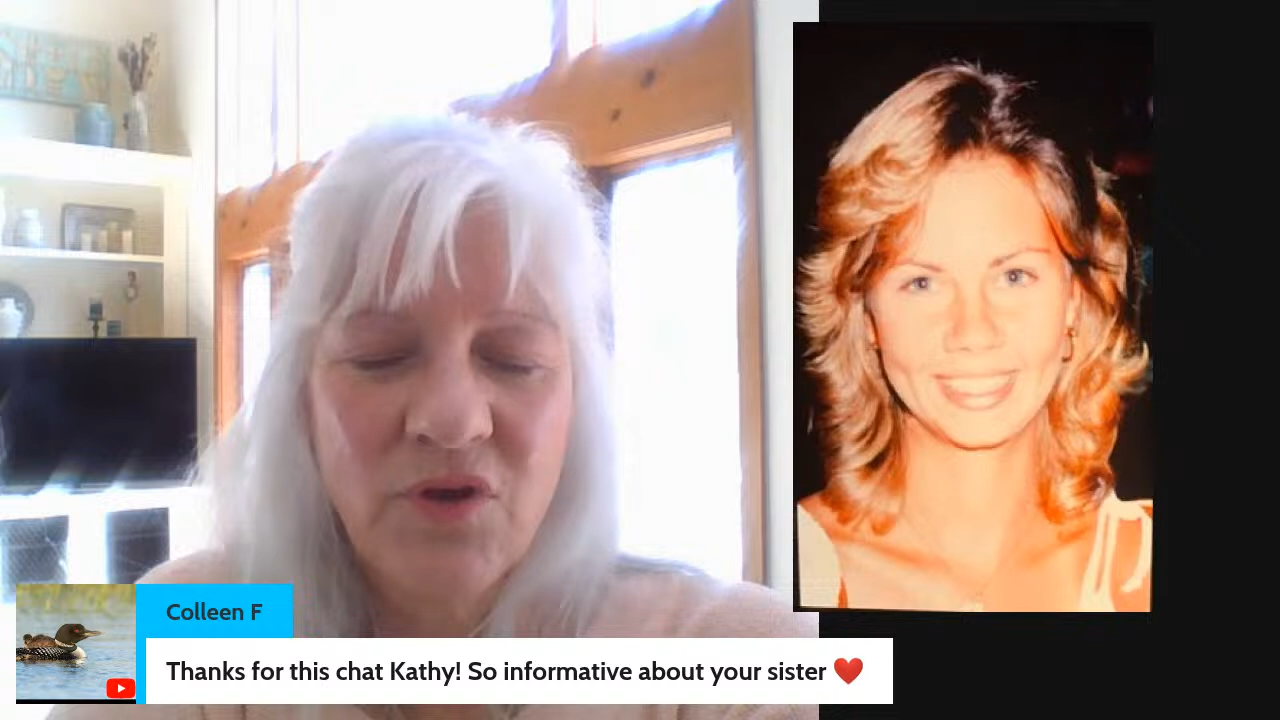 Colleen F
Thanks for this chat Kathy! So informative about your sister ❤️